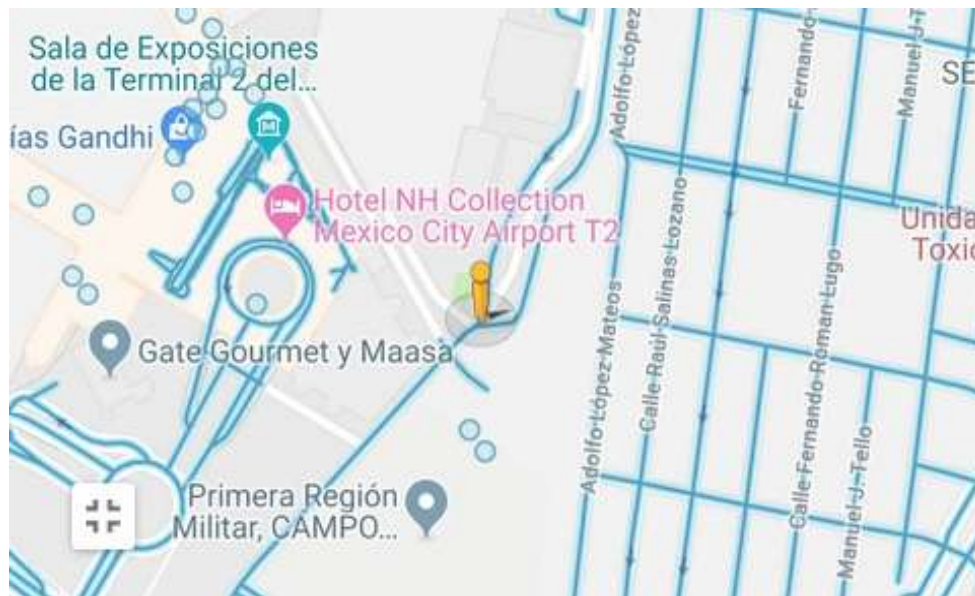 Sala de Exposiciones
de la Terminal 2 del...
ías Gandhi
Hotel NH Collection
Mexico City Airport T2
Gate Gourmet y Maasa
Primera Región
Militar, CAMPO...
Adolfo López
Fernando
Manuel J. T
SE
Unida
Toxic
Adolfo López Mateos
Calle Raúl Salinas Lozano
Calle Fernando Roman Lugo
Manuel J. Tello